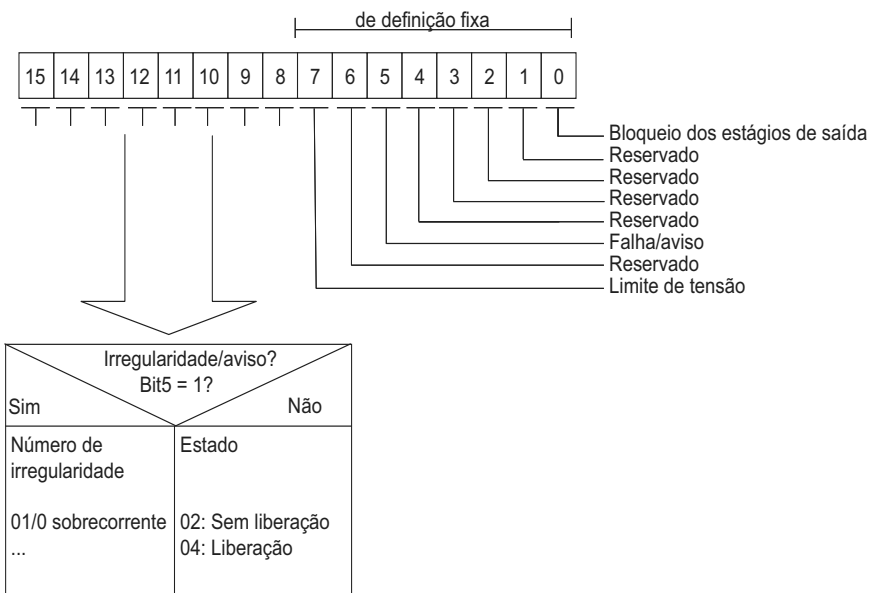 de definição fixa
15 14 13 12 11 10 9 8 7 6 5 4 3 2 1 0
Bloqueio dos estágios de saída
Reservado
Reservado
Reservado
Reservado
Falha/aviso
Reservado
Limite de tensão
Irregularidade/aviso?
Bit5 = 1?
Sim
Não
Número de
irregularidade
01/0 sobrecorrente
...
Estado
02: Sem liberação
04: Liberação